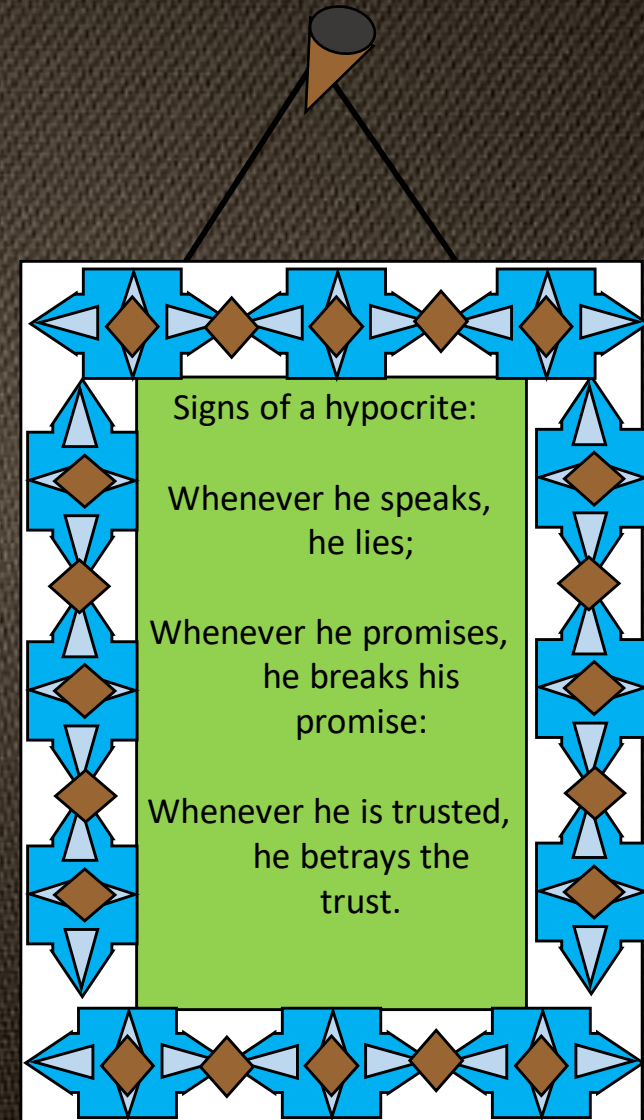 Signs of a hypocrite:
Whenever he speaks,
he lies;
Whenever he promises,
he breaks his
promise:
Whenever he is trusted,
he betrays the
trust.